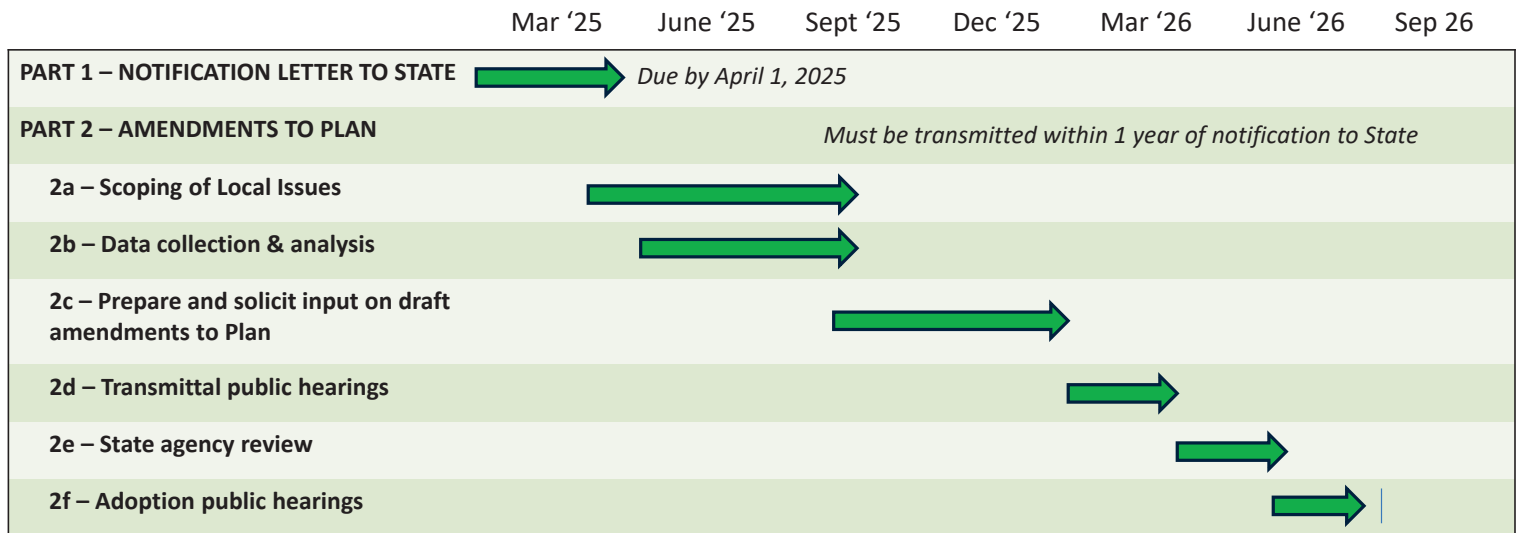 Mar ‘25 June ‘25 Sept ‘25 Dec ‘25 Mar ‘26 June ‘26 Sep 26
PART 1 – NOTIFICATION LETTER TO STATE Due by April 1, 2025
PART 2 – AMENDMENTS TO PLAN Must be transmitted within 1 year of notification to State
2a – Scoping of Local Issues
2b – Data collection & analysis
2c – Prepare and solicit input on draft
amendments to Plan
2d – Transmittal public hearings
2e – State agency review
2f – Adoption public hearings